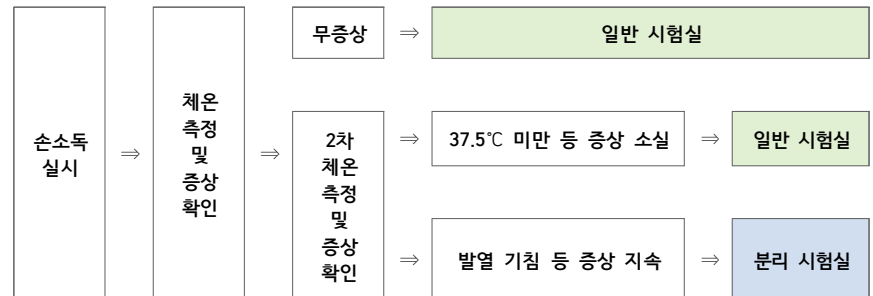 무증상 ⇒ 일반 시험실
손소독
실시
⇒
체온
측정
및
증상
확인
⇒
2차
체온
측정
및
증상
확인
⇒ 37.5℃ 미만 등 증상 소실 ⇒ 일반 시험실
⇒ 발열 기침 등 증상 지속 ⇒ 분리 시험실